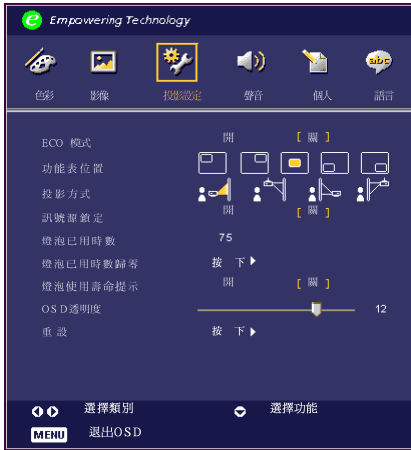 e Empowering Technology
色彩 影像 投影設定 聲音 個人 abc 語言
ECO 模式 開 [ 關 ]
功能表位置
投影方式
訊號源鎖定 開 [ 關 ]
燈泡已用時數 75
燈泡已用時數歸零 按 下
燈泡使用壽命提示 開 [ 關 ]
OSD透明度 12
重設 按 下
選擇類別 選擇功能
MENU 退出OSD